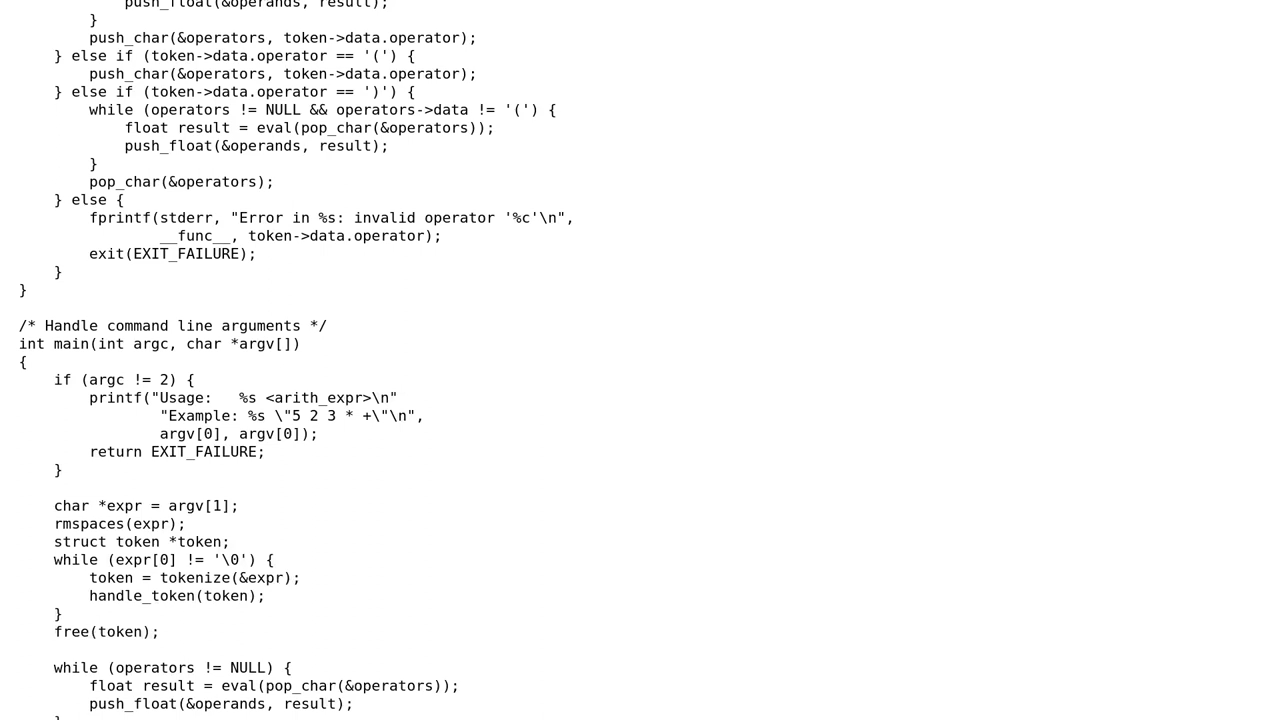 push_float(&operands, result);
        }
        push_char(&operators, token->data.operator);
    } else if (token->data.operator == '(') {
        push_char(&operators, token->data.operator);
    } else if (token->data.operator == ')') {
        while (operators != NULL && operators->data != '(') {
            float result = eval(pop_char(&operators));
            push_float(&operands, result);
        }
        pop_char(&operators);
    } else {
        fprintf(stderr, "Error in %s: invalid operator '%c'\n",
                __func__, token->data.operator);
        exit(EXIT_FAILURE);
    }
}

/* Handle command line arguments */
int main(int argc, char *argv[])
{
    if (argc != 2) {
        printf("Usage:   %s <arith_expr>\n"
                "Example: %s \"5 2 3 * +\"\n",
                argv[0], argv[0]);
        return EXIT_FAILURE;
    }

    char *expr = argv[1];
    rmspaces(expr);
    struct token *token;
    while (expr[0] != '\0') {
        token = tokenize(&expr);
        handle_token(token);
    }
    free(token);

    while (operators != NULL) {
        float result = eval(pop_char(&operators));
        push_float(&operands, result);
    }